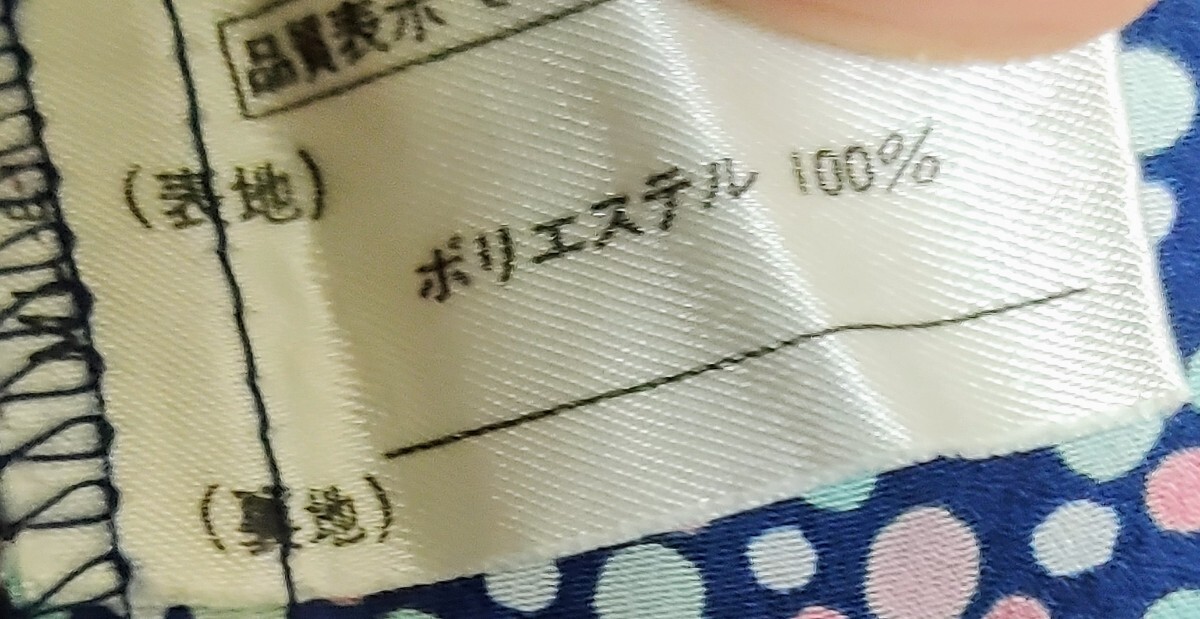 品質表示
(表地)
ポリエステル 100%
(裏地)